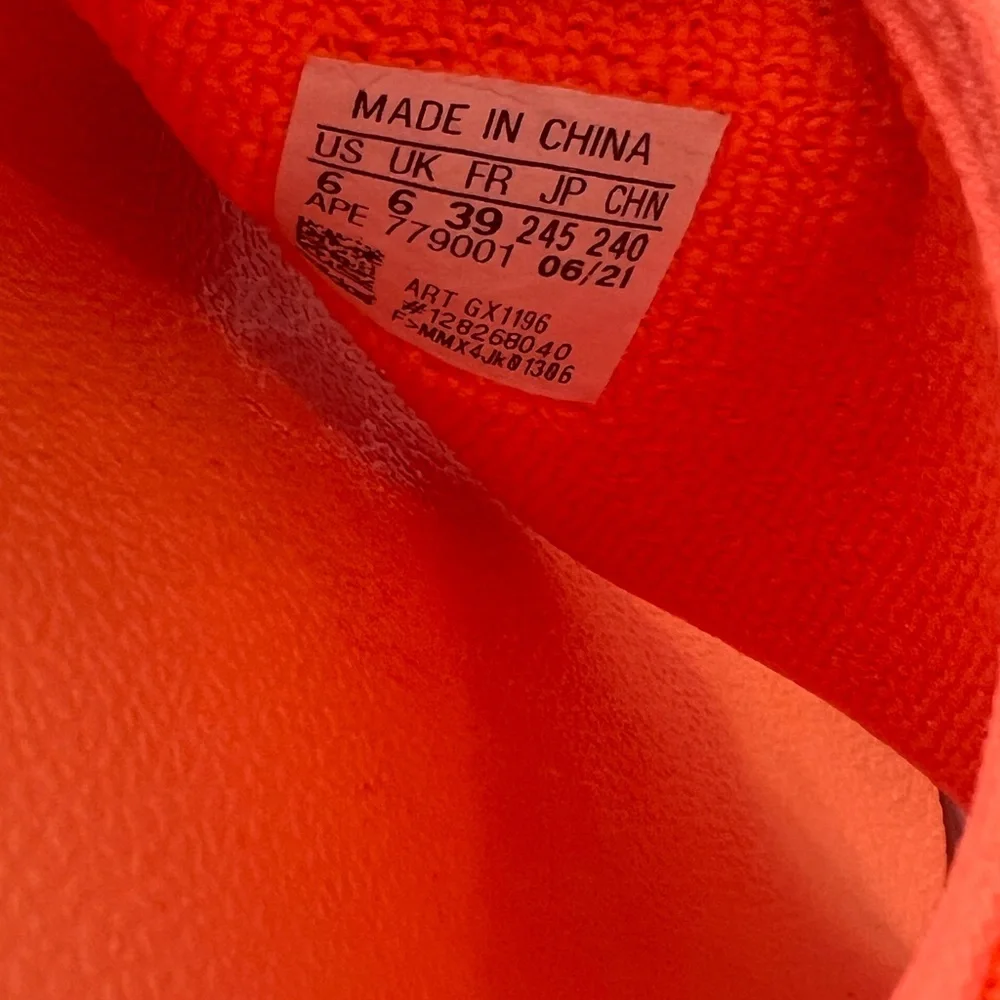 MADE IN CHINA
US UK FR JP CHN
6 6 39 245 240
APE 779001 06/21
ART GX1196
#128268040
F>MMX4Jk01306